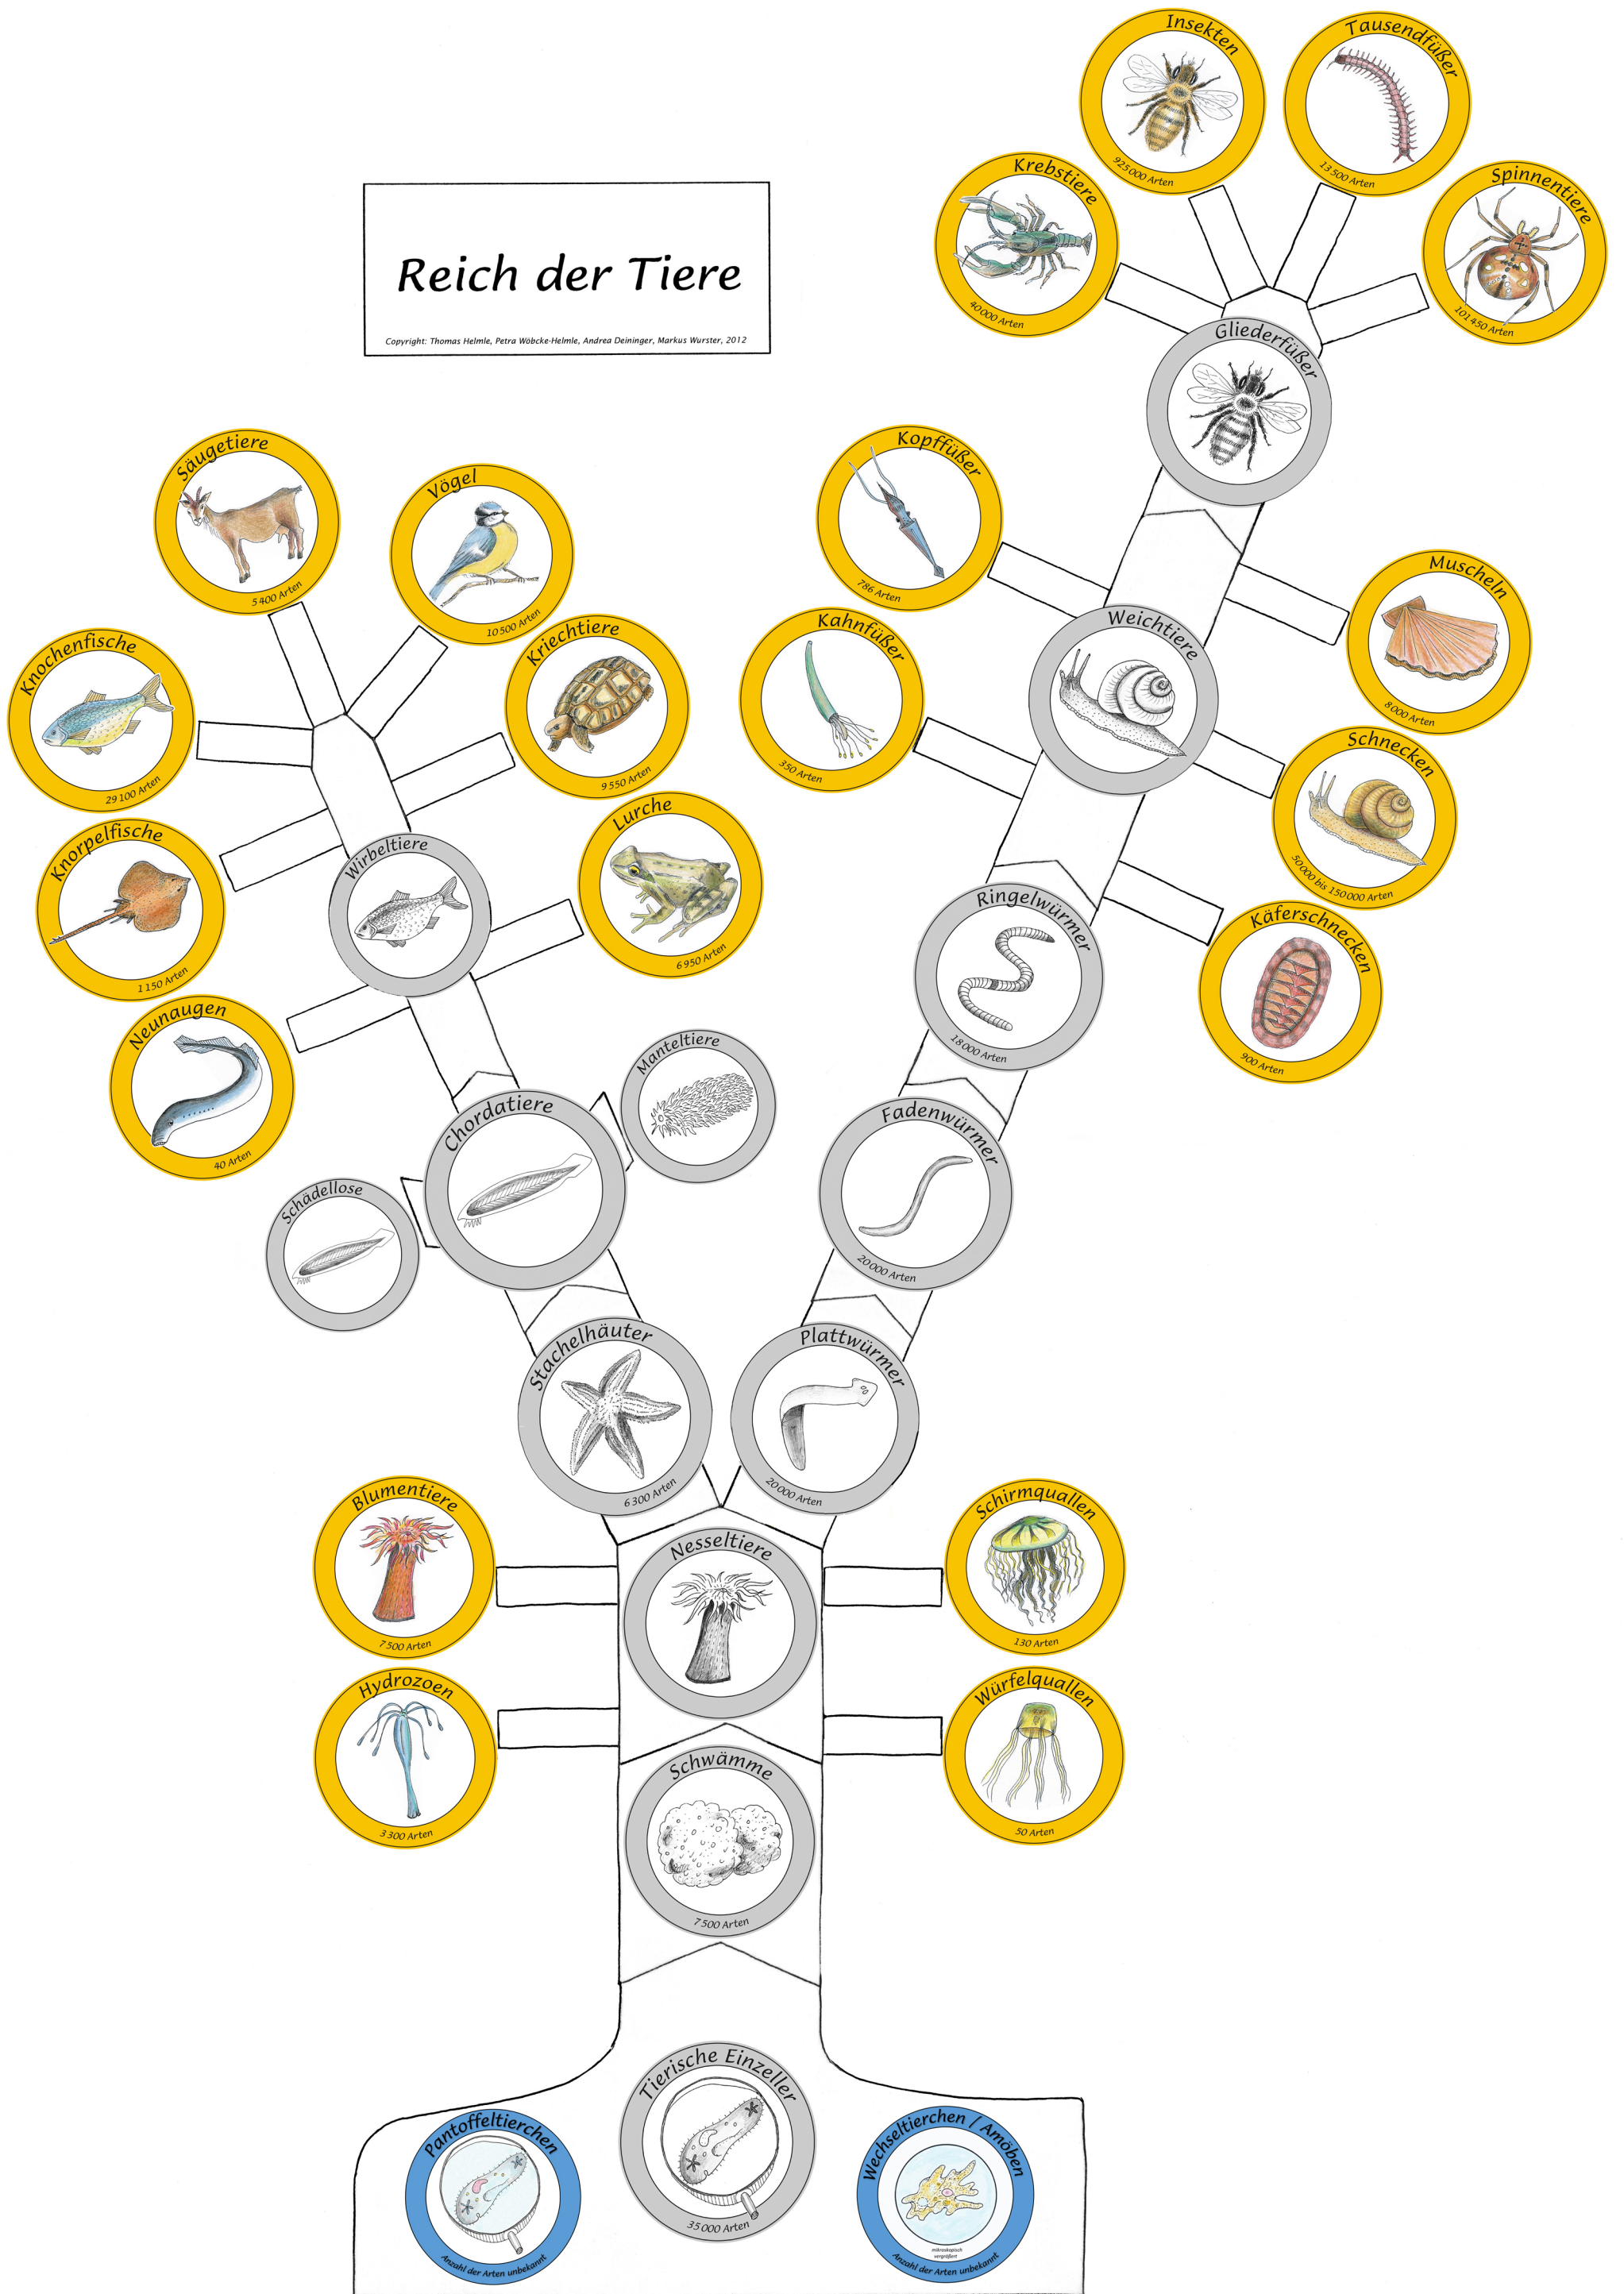 Insekten
925 000 Arten
Tausendfüßer
13 500 Arten
Krebstiere
40 000 Arten
Spinnentiere
101 450 Arten
Reich der Tiere
Copyright: Thomas Helmle, Petra Wöbcke-Helmle, Andrea Deininger, Markus Wurster, 2012
Gliederfüßer
Säugetiere
5 400 Arten
Vögel
10 500 Arten
Kopffüßer
786 Arten
Muscheln
8 000 Arten
Knochenfische
29 100 Arten
Kriechtiere
9 550 Arten
Kahnfüßer
350 Arten
Weichtiere
Schnecken
50 000 bis 150 000 Arten
Knorpelfische
1 150 Arten
Wirbeltiere
Lurche
6 950 Arten
Ringelwürmer
18 000 Arten
Käferschnecken
900 Arten
Neunaugen
40 Arten
Manteltiere
Chordatiere
Fadenwürmer
20 000 Arten
Schädellose
Stachelhäuter
6 300 Arten
Plattwürmer
20 000 Arten
Blumentiere
7 500 Arten
Nesseltiere
Schirmquallen
130 Arten
Hydrozoen
3 300 Arten
Würfelquallen
50 Arten
Schwämme
7 500 Arten
Tierische Einzeller
35 000 Arten
Pantoffeltierchen
Anzahl der Arten unbekannt
Wechseltierchen / Amöben
mikroskopisch
vergrößert
Anzahl der Arten unbekannt